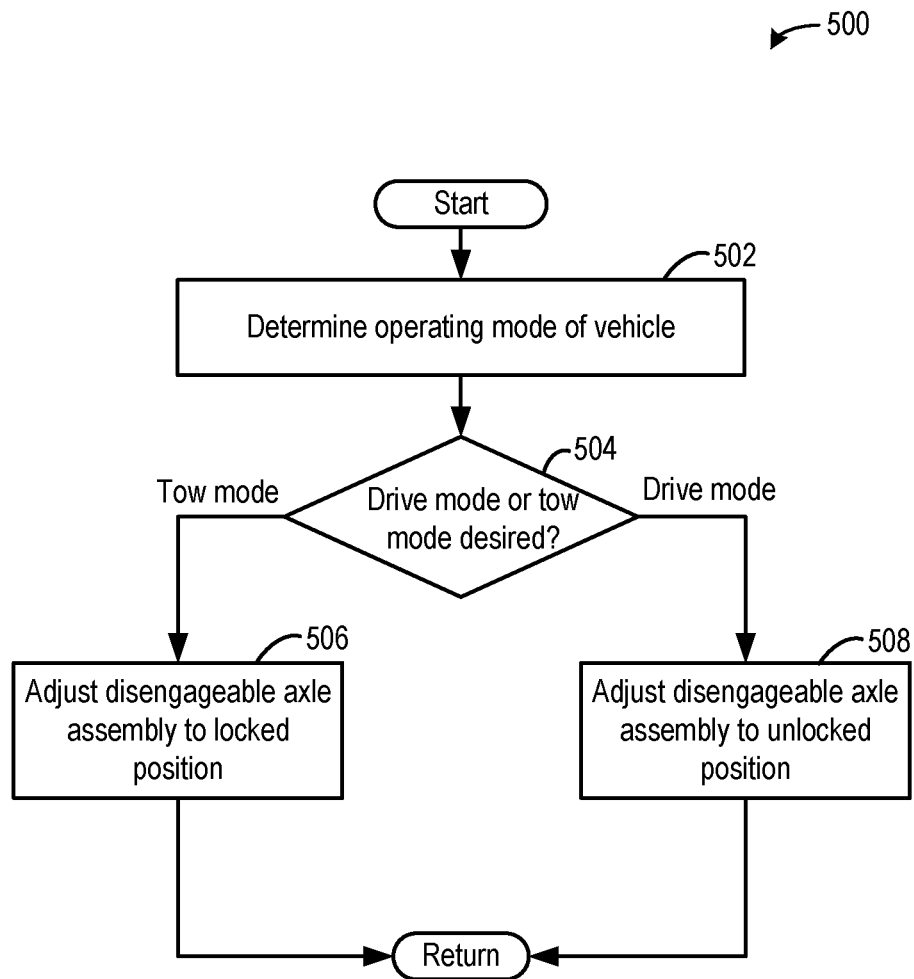 500
Start
502
Determine operating mode of vehicle
504
Tow mode
Drive mode or tow
mode desired?
Drive mode
506
Adjust disengageable axle
assembly to locked
position
508
Adjust disengageable axle
assembly to unlocked
position
Return